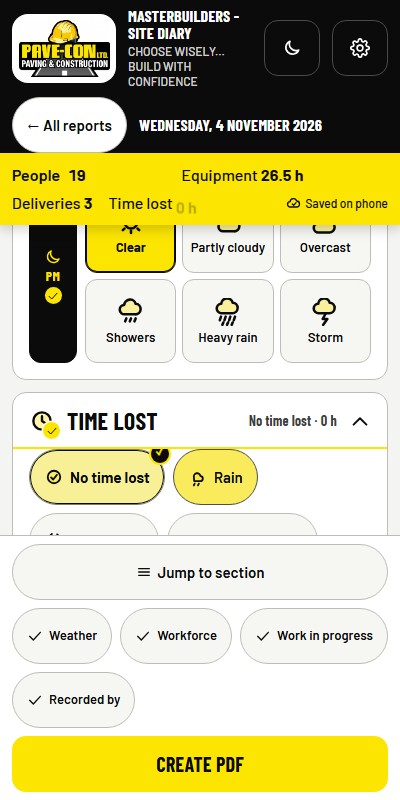 MASTERBUILDERS -
SITE DIARY
CHOOSE WISELY...
BUILD WITH
CONFIDENCE
PAVE-CON LTD.
PAVING & CONSTRUCTION
← All reports
WEDNESDAY, 4 NOVEMBER 2026
People 19
Equipment 26.5 h
Deliveries 3
Time lost 0 h
Saved on phone
PM
Clear
Partly cloudy
Overcast
Showers
Heavy rain
Storm
TIME LOST
No time lost · 0 h
No time lost
Rain
Jump to section
Weather
Workforce
Work in progress
Recorded by
CREATE PDF